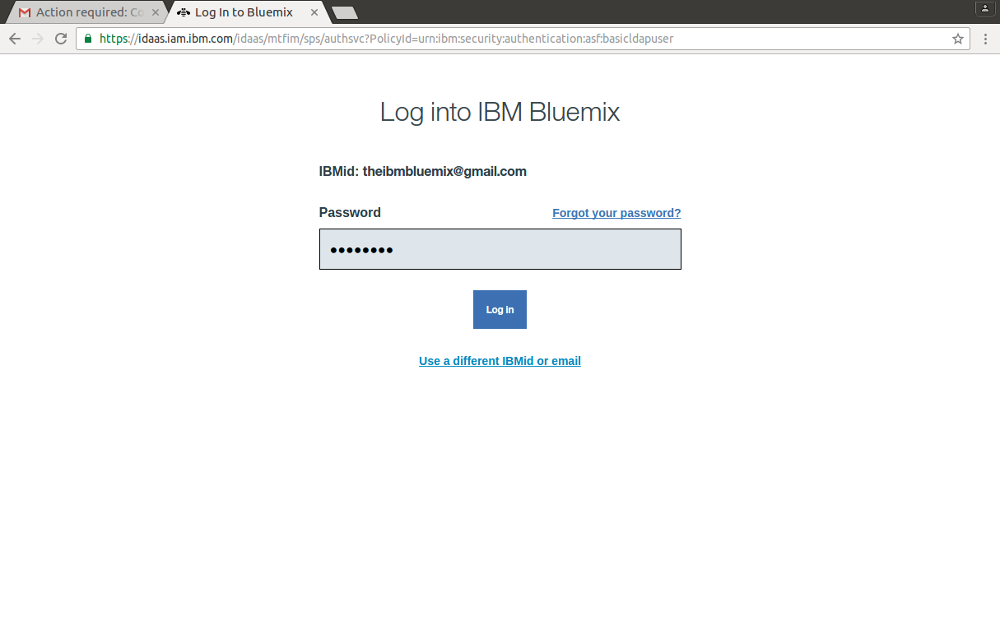 Action required: Co
Log In to Bluemix
https://idaas.iam.ibm.com/idaas/mtfim/sps/authsvc?PolicyId=urn:ibm:security:authentication:asf:basicldapuser
Log into IBM Bluemix
IBMid: theibmbluemix@gmail.com
Password
Forgot your password?
••••••••
Log in
Use a different IBMid or email